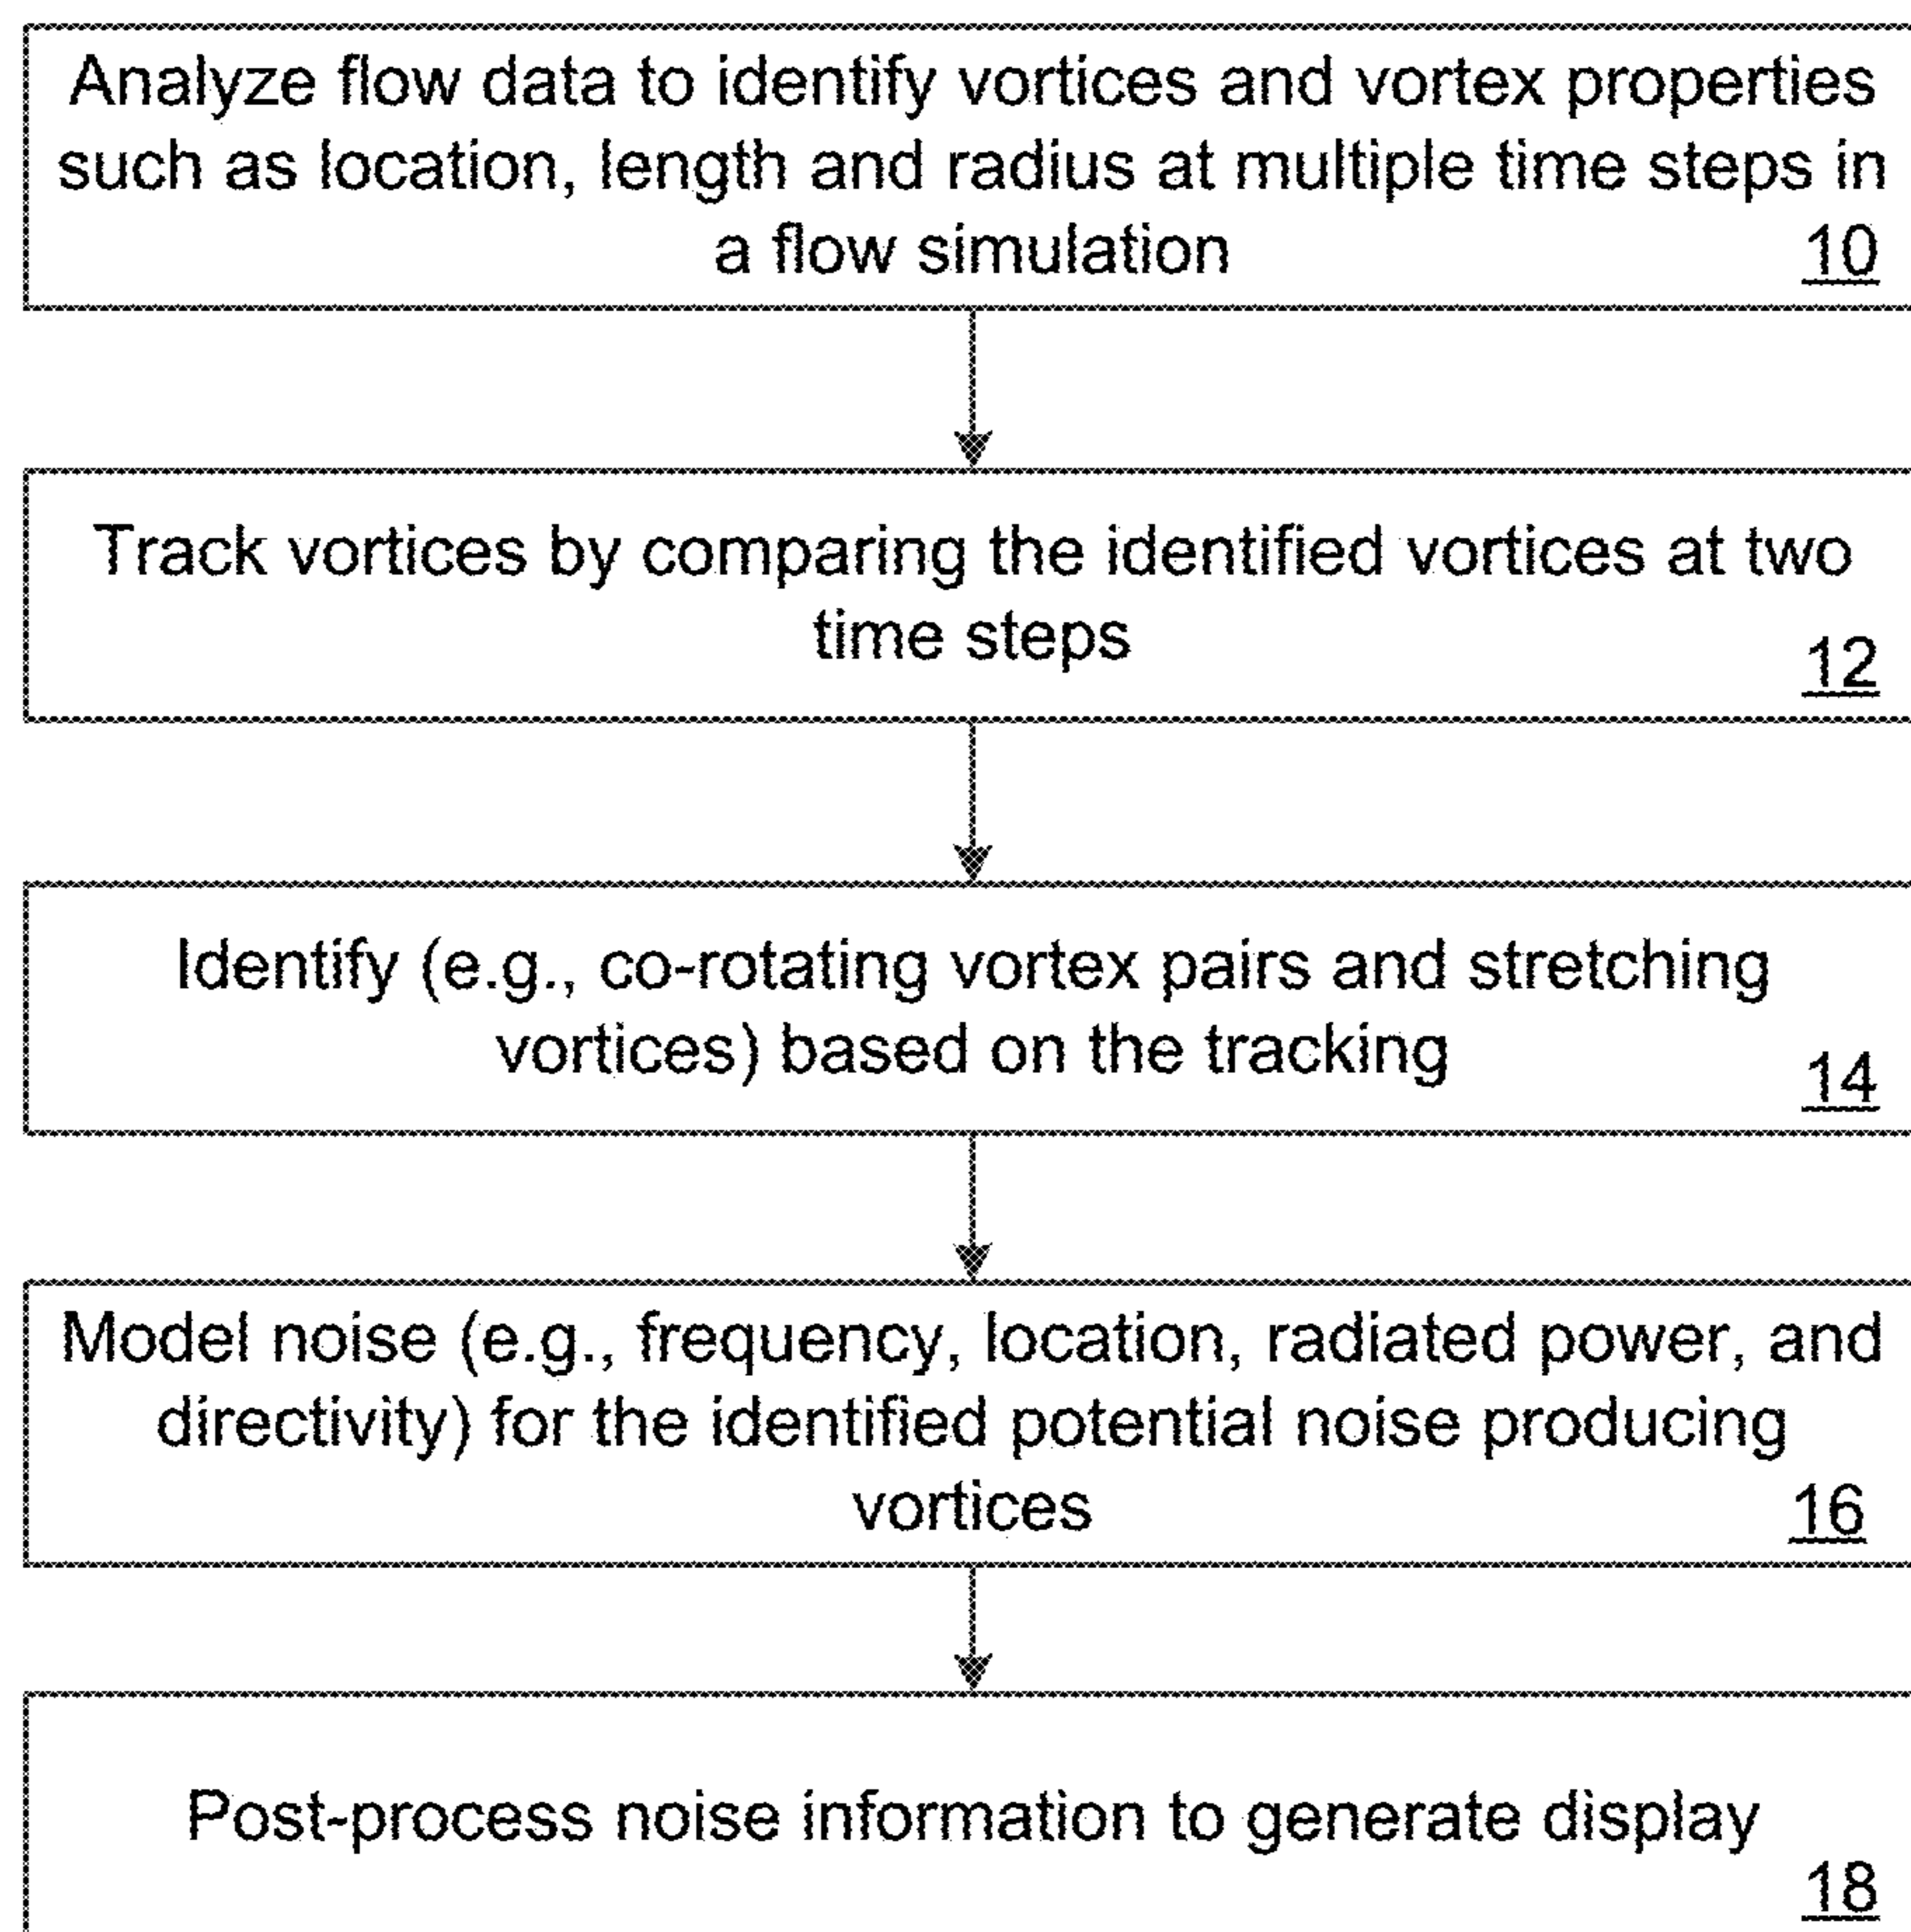 Analyze flow data to identify vortices and vortex properties
such as location, length and radius at multiple time steps in
a flow simulation
10
Track vortices by comparing the identified vortices at two
time steps
12
Identify (e.g., co-rotating vortex pairs and stretching
vortices) based on the tracking
14
Model noise (e.g., frequency, location, radiated power, and
directivity) for the identified potential noise producing
vortices
16
Post-process noise information to generate display
18